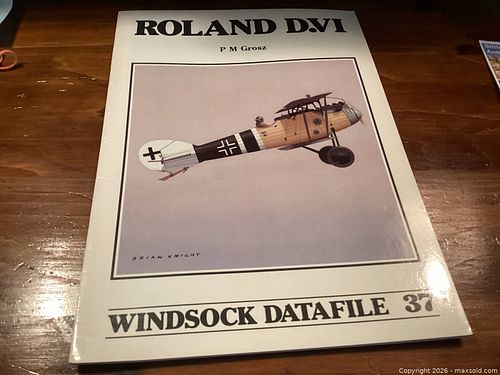 ROLAND D.VI
P M Grosz
BRIAN KNIGHT
WINDSOCK DATAFILE 37
Copyright 2026 - maxsold.com